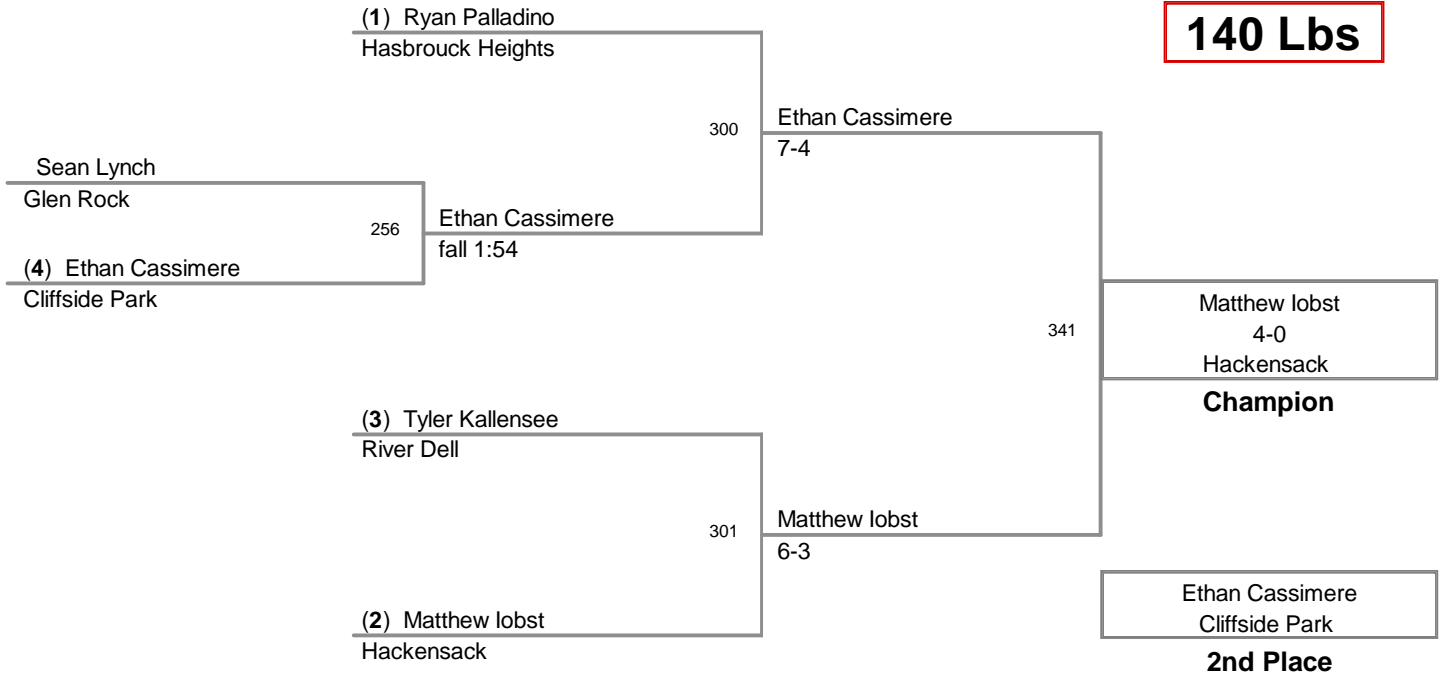 (1) Ryan Palladino
Hasbrouck Heights
140 Lbs
300
Ethan Cassimere
7-4
Sean Lynch
Glen Rock
256
Ethan Cassimere
fall 1:54
(4) Ethan Cassimere
Cliffside Park
341
Matthew Iobst
4-0
Hackensack
Champion
(3) Tyler Kallensee
River Dell
301
Matthew Iobst
6-3
(2) Matthew Iobst
Hackensack
Ethan Cassimere
Cliffside Park
2nd Place